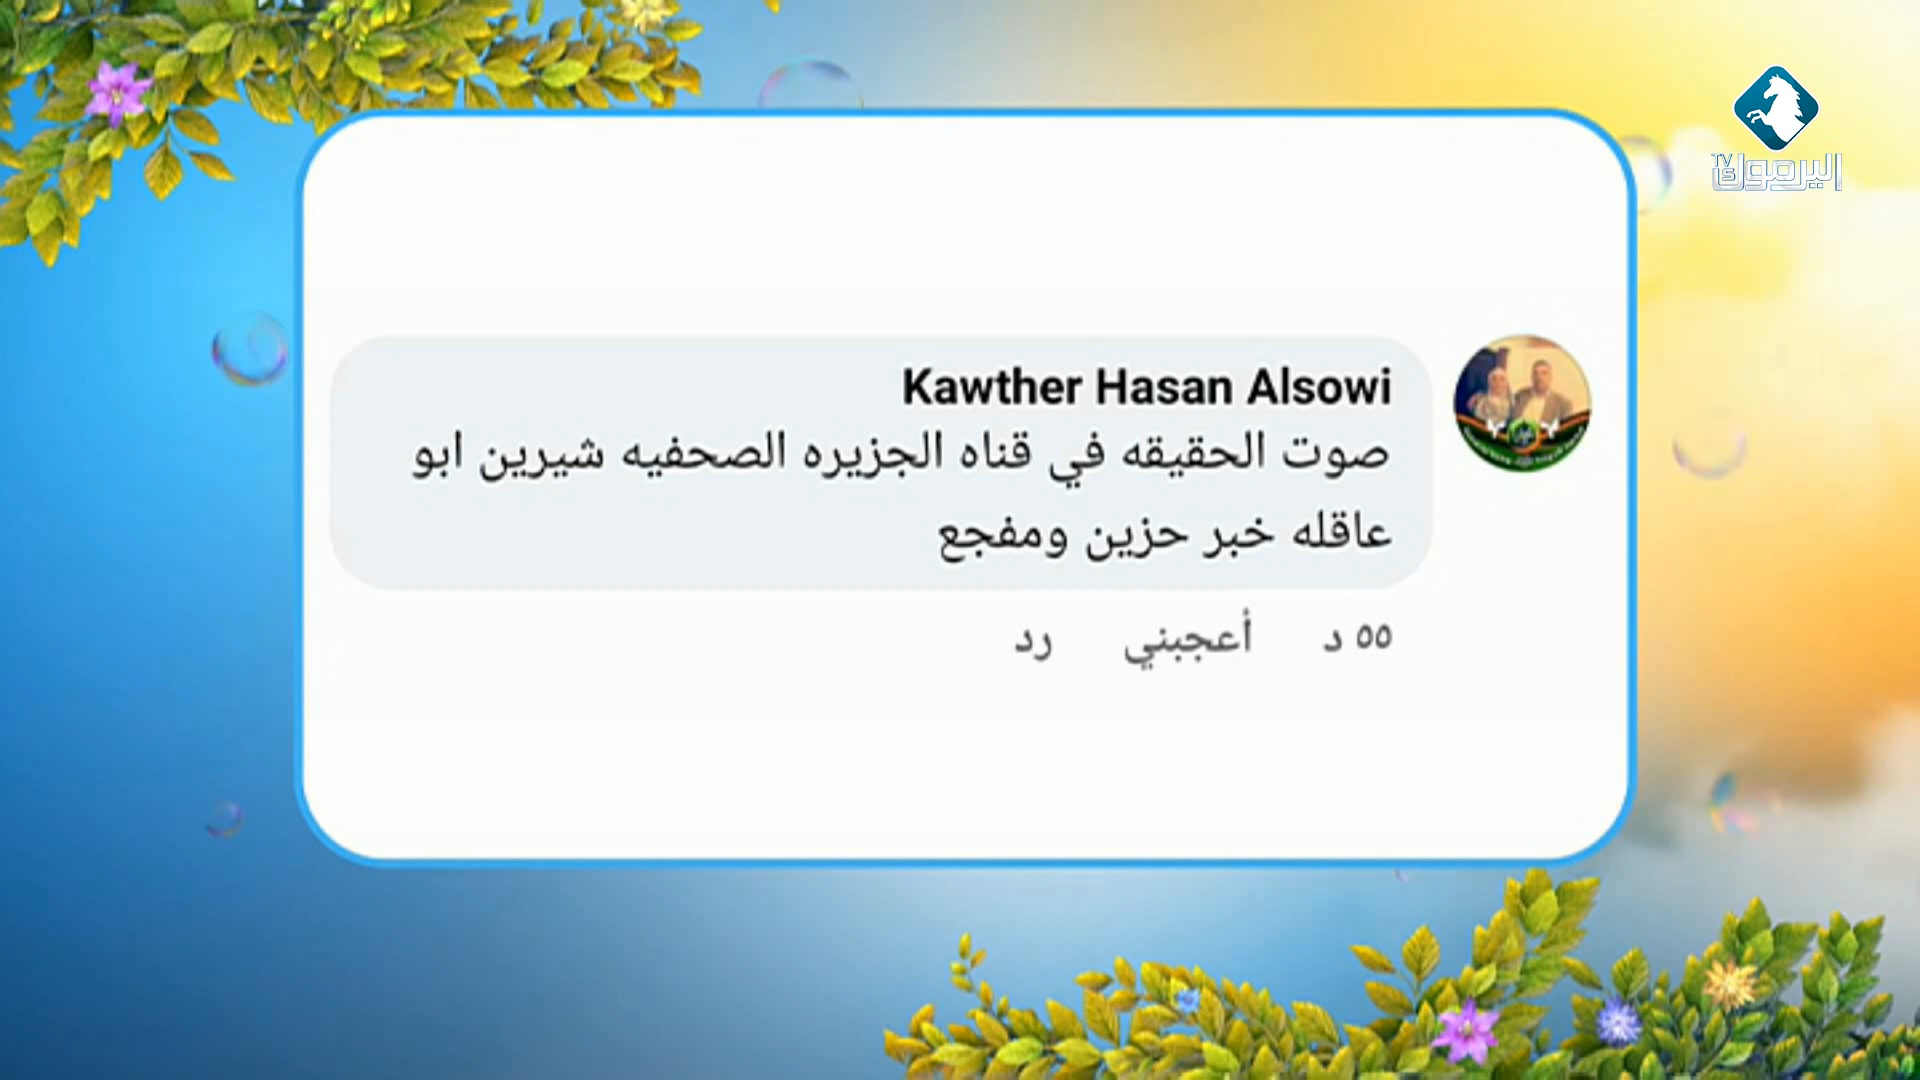 اليرموك
TV
Kawther Hasan Alsowi
صوت الحقيقه في قناه الجزيره الصحفيه شيرين ابو
عاقله خبر حزين ومفجع
٥٥ د أعجبني رد